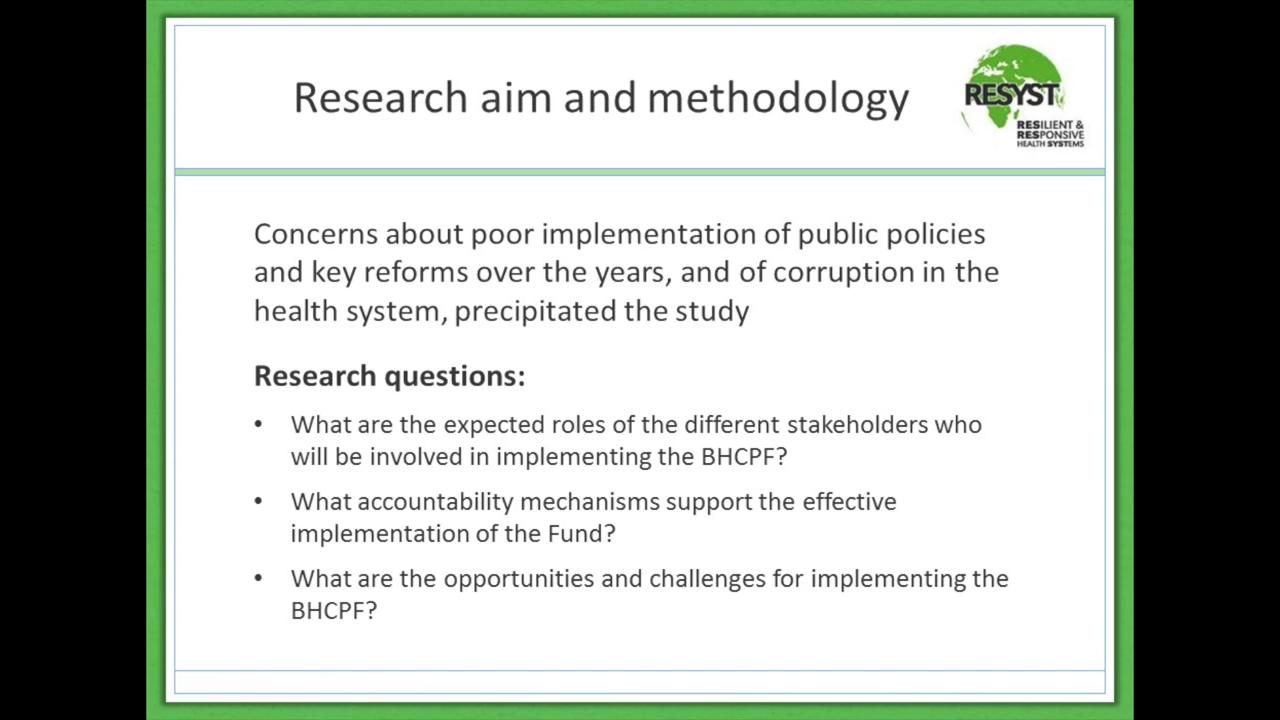 Research aim and methodology
RESYST
RESILIENT &
RESPONSIVE
HEALTH SYSTEMS
Concerns about poor implementation of public policies
and key reforms over the years, and of corruption in the
health system, precipitated the study
Research questions:
• What are the expected roles of the different stakeholders who
will be involved in implementing the BHCPF?
• What accountability mechanisms support the effective
implementation of the Fund?
• What are the opportunities and challenges for implementing the
BHCPF?